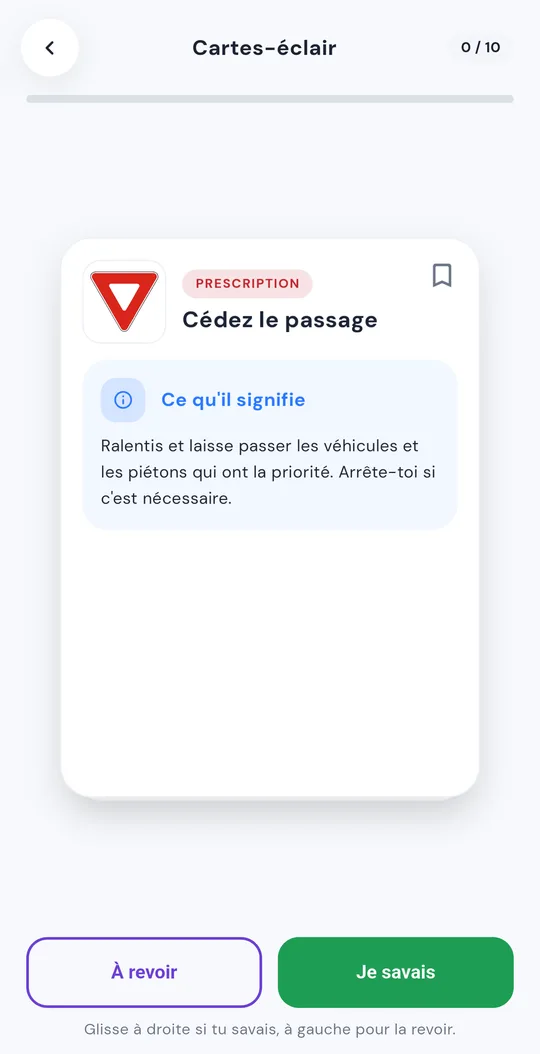 Cartes-éclair
0 / 10
PRESCRIPTION
Cédez le passage
Ce qu'il signifie
Ralentis et laisse passer les véhicules et
les piétons qui ont la priorité. Arrête-toi si
c'est nécessaire.
À revoir
Je savais
Glisse à droite si tu savais, à gauche pour la revoir.